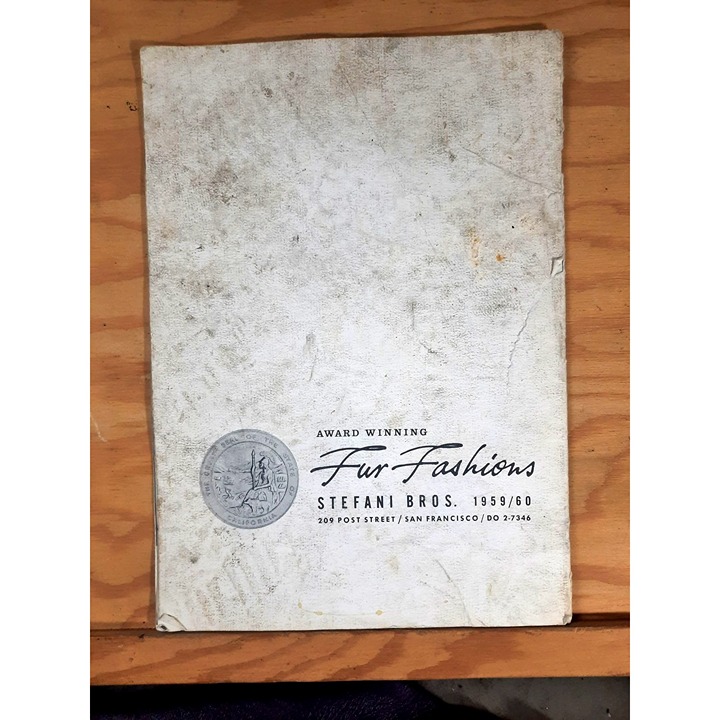 AWARD WINNING
Fur Fashions
STEFANI BROS. 1959/60
209 POST STREET / SAN FRANCISCO / DO 2-7346
THE GREAT SEAL OF THE STATE OF
CALIFORNIA